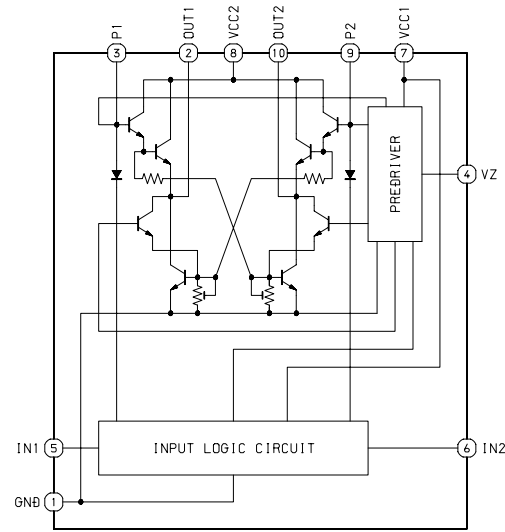 P1 OUT1 VCC2 OUT2 P2 VCC1
3 2 8 10 9 7
PREDRIVER
4 VZ
IN1 5 INPUT LOGIC CIRCUIT 6 IN2
GND 1